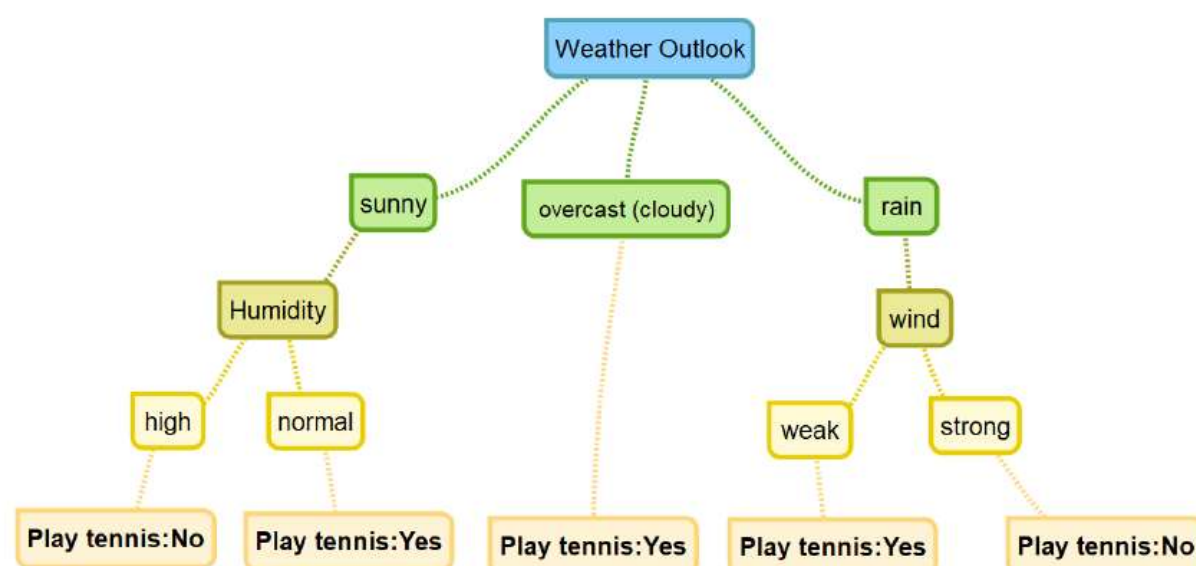 Weather Outlook
sunny
overcast (cloudy)
rain
Humidity
wind
high
normal
weak
strong
Play tennis:No
Play tennis:Yes
Play tennis:Yes
Play tennis:Yes
Play tennis:No